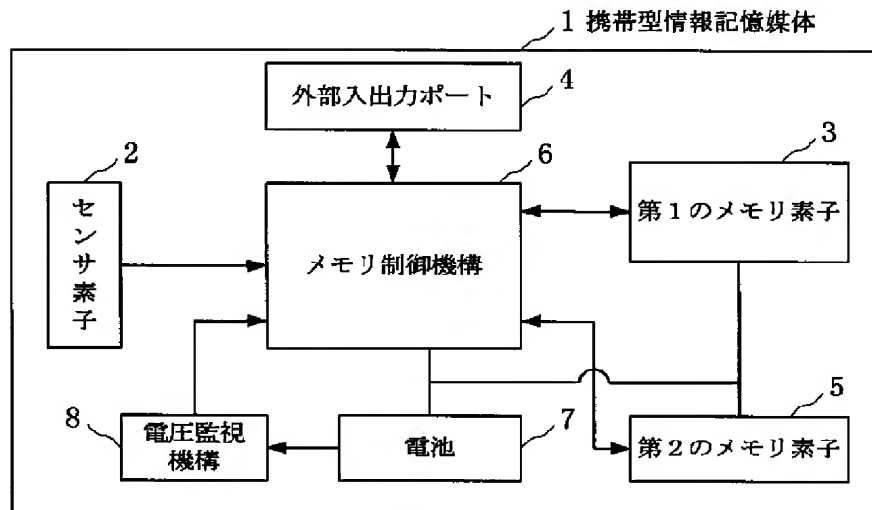 1 携帯型情報記憶媒体
外部入出力ポート
4
2
6
3
センサ素子
メモリ制御機構
第1のメモリ素子
8
電圧監視
機構
電池
7
5
第2のメモリ素子